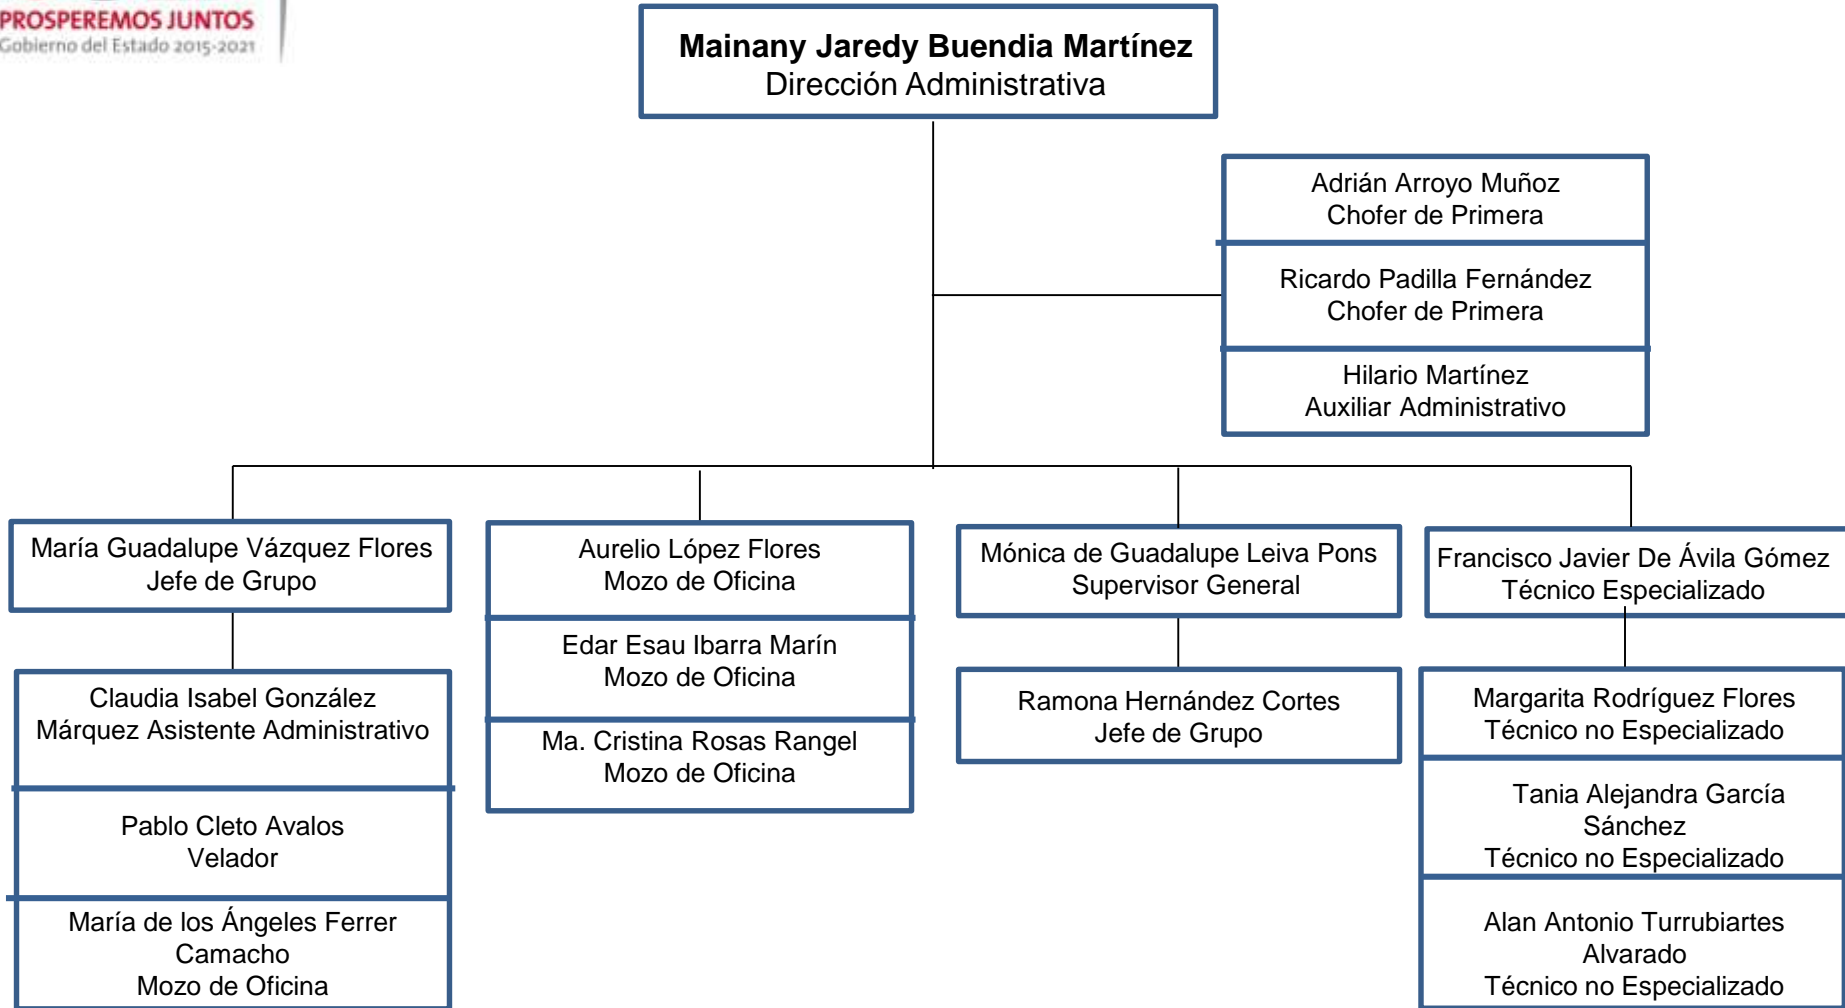 PROSPEREMOS JUNTOS
Gobierno del Estado 2015-2021
Mainany Jaredy Buendia Martínez
Dirección Administrativa
Adrián Arroyo Muñoz
Chofer de Primera
Ricardo Padilla Fernández
Chofer de Primera
Hilario Martínez
Auxiliar Administrativo
María Guadalupe Vázquez Flores
Jefe de Grupo
Claudia Isabel González
Márquez Asistente Administrativo
Pablo Cleto Avalos
Velador
María de los Ángeles Ferrer
Camacho
Mozo de Oficina
Aurelio López Flores
Mozo de Oficina
Edar Esau Ibarra Marín
Mozo de Oficina
Ma. Cristina Rosas Rangel
Mozo de Oficina
Mónica de Guadalupe Leiva Pons
Supervisor General
Ramona Hernández Cortes
Jefe de Grupo
Francisco Javier De Ávila Gómez
Técnico Especializado
Margarita Rodríguez Flores
Técnico no Especializado
Tania Alejandra García
Sánchez
Técnico no Especializado
Alan Antonio Turrubiartes
Alvarado
Técnico no Especializado